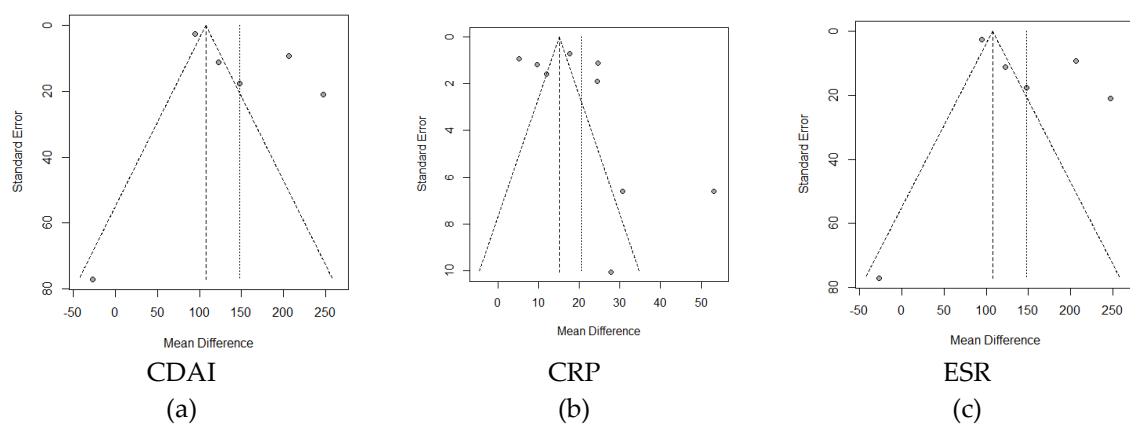 0
20
40
60
80
Standard Error
-50 0 50 100 150 200 250
Mean Difference
CDAI
(a)
0
2
4
6
8
10
Standard Error
0 10 20 30 40 50
Mean Difference
CRP
(b)
0
20
40
60
80
Standard Error
-50 0 50 100 150 200 250
Mean Difference
ESR
(c)